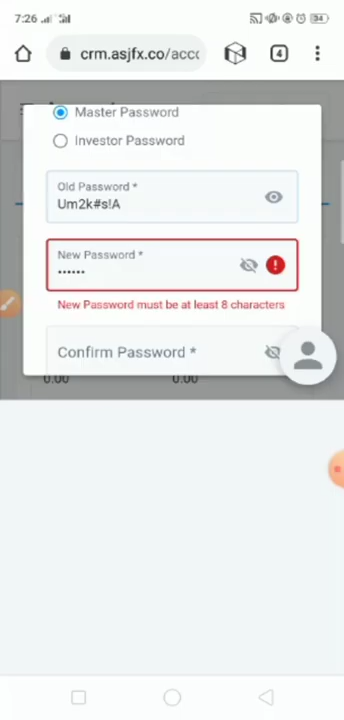 7:26
34
crm.asjfx.co/acc
4
Master Password
Investor Password
Old Password *
Um2k#s!A
New Password *
••••••
New Password must be at least 8 characters
Confirm Password *
0.00 0.00